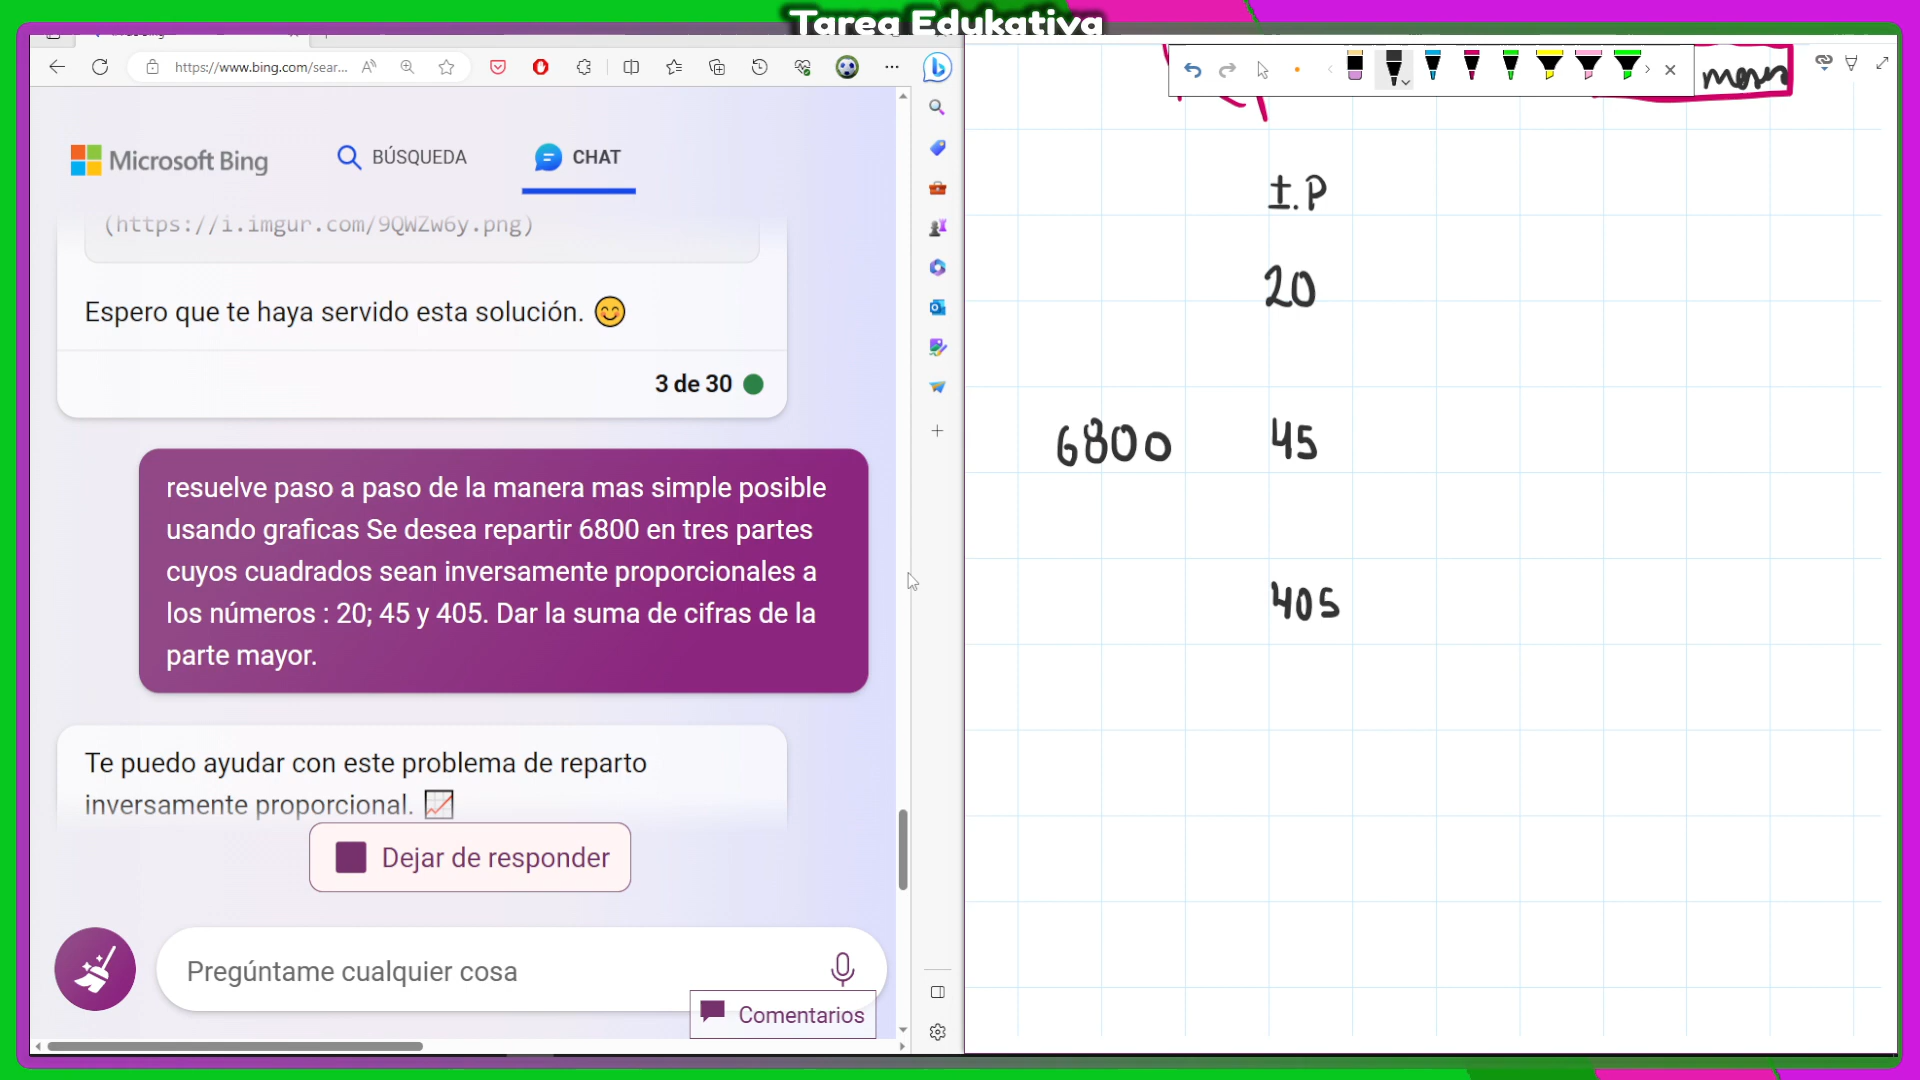 Tarea Edukativa
https://www.bing.com/sear...
Microsoft Bing
BÚSQUEDA
CHAT
(https://i.imgur.com/9QWZw6y.png)
Espero que te haya servido esta solución. 😊
3 de 30
resuelve paso a paso de la manera mas simple posible
usando graficas Se desea repartir 6800 en tres partes
cuyos cuadrados sean inversamente proporcionales a
los números : 20; 45 y 405. Dar la suma de cifras de la
parte mayor.
Te puedo ayudar con este problema de reparto
inversamente proporcional. 📈
Dejar de responder
Pregúntame cualquier cosa
Comentarios
I.P
20
6800 45
405